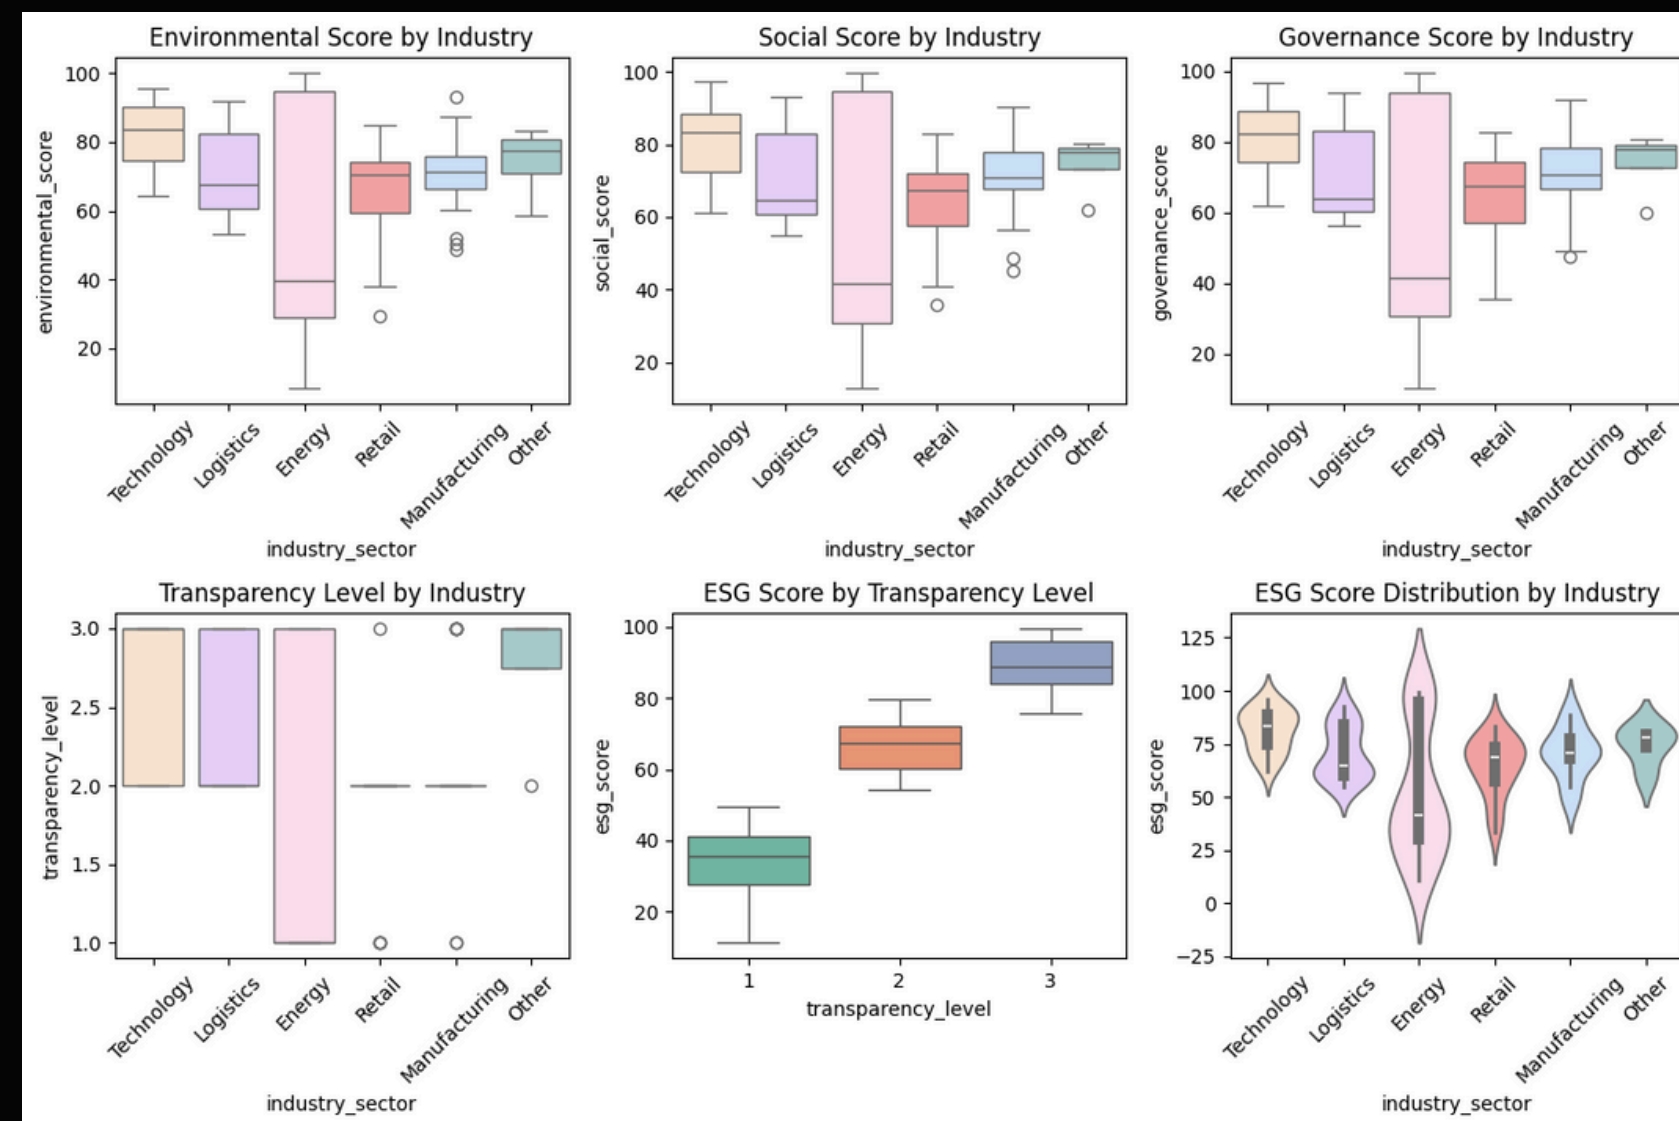 Environmental Score by Industry
environmental_score
100
80
60
40
20
Technology
Logistics
Energy
Retail
Manufacturing
Other
industry_sector
Social Score by Industry
social_score
100
80
60
40
20
Technology
Logistics
Energy
Retail
Manufacturing
Other
industry_sector
Governance Score by Industry
governance_score
100
80
60
40
20
Technology
Logistics
Energy
Retail
Manufacturing
Other
industry_sector
Transparency Level by Industry
transparency_level
3.0
2.5
2.0
1.5
1.0
Technology
Logistics
Energy
Retail
Manufacturing
Other
industry_sector
ESG Score by Transparency Level
esg_score
100
80
60
40
20
1
2
3
transparency_level
ESG Score Distribution by Industry
esg_score
125
100
75
50
25
0
−25
Technology
Logistics
Energy
Retail
Manufacturing
Other
industry_sector